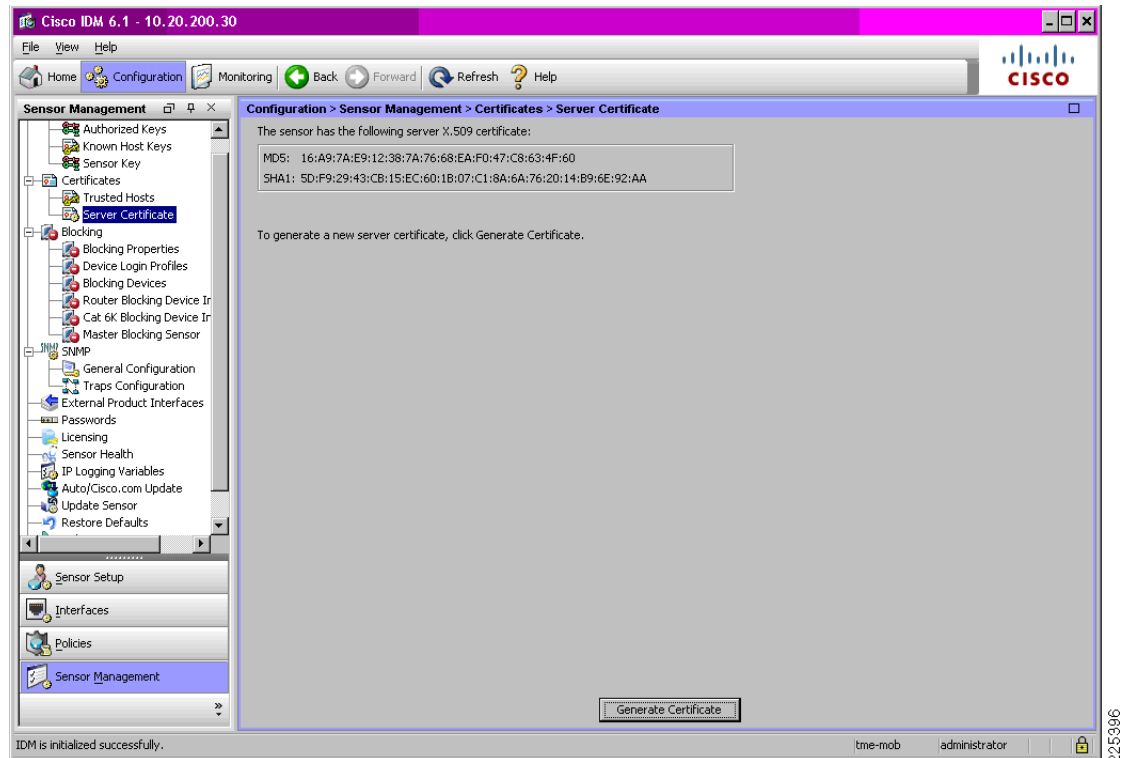 Cisco IDM 6.1 - 10.20.200.30
File View Help
Home Configuration Monitoring Back Forward Refresh Help
CISCO
Sensor Management
Authorized Keys
Known Host Keys
Sensor Key
Certificates
Trusted Hosts
Server Certificate
Blocking
Blocking Properties
Device Login Profiles
Blocking Devices
Router Blocking Device Ir
Cat 6K Blocking Device Ir
Master Blocking Sensor
SNMP
General Configuration
Traps Configuration
External Product Interfaces
Passwords
Licensing
Sensor Health
IP Logging Variables
Auto/Cisco.com Update
Update Sensor
Restore Defaults
Sensor Setup
Interfaces
Policies
Sensor Management
Configuration > Sensor Management > Certificates > Server Certificate
The sensor has the following server X.509 certificate:
MD5: 16:A9:7A:E9:12:38:7A:76:68:EA:F0:47:C8:63:4F:60
SHA1: 5D:F9:29:43:CB:15:EC:60:1B:07:C1:8A:6A:76:20:14:B9:6E:92:AA
To generate a new server certificate, click Generate Certificate.
Generate Certificate
IDM is initialized successfully.
tme-mob administrator
225396